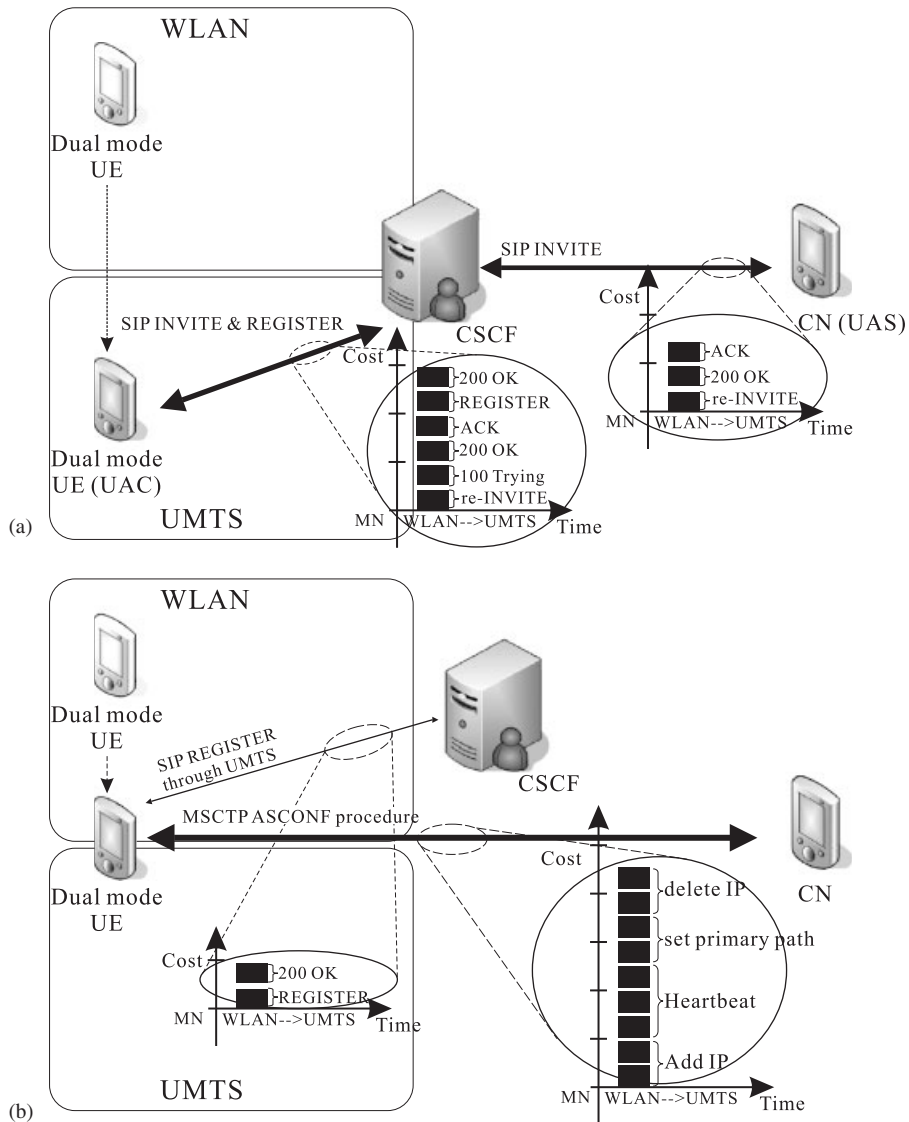 WLAN
Dual mode
UE
SIP INVITE
SIP INVITE & REGISTER
CSCF
Cost
CN (UAS)
Cost
ACK
200 OK
re-INVITE
MN
WLAN-->UMTS
Time
200 OK
REGISTER
ACK
200 OK
100 Trying
re-INVITE
MN
WLAN-->UMTS
Time
Dual mode
UE (UAC)
UMTS
(a)
WLAN
Dual mode
UE
SIP REGISTER
through UMTS
CSCF
MSCTP ASCONF procedure
Dual mode
UE
CN
Cost
delete IP
set primary path
Heartbeat
Add IP
MN
WLAN-->UMTS
Time
Cost
200 OK
REGISTER
MN
WLAN-->UMTS
Time
UMTS
(b)